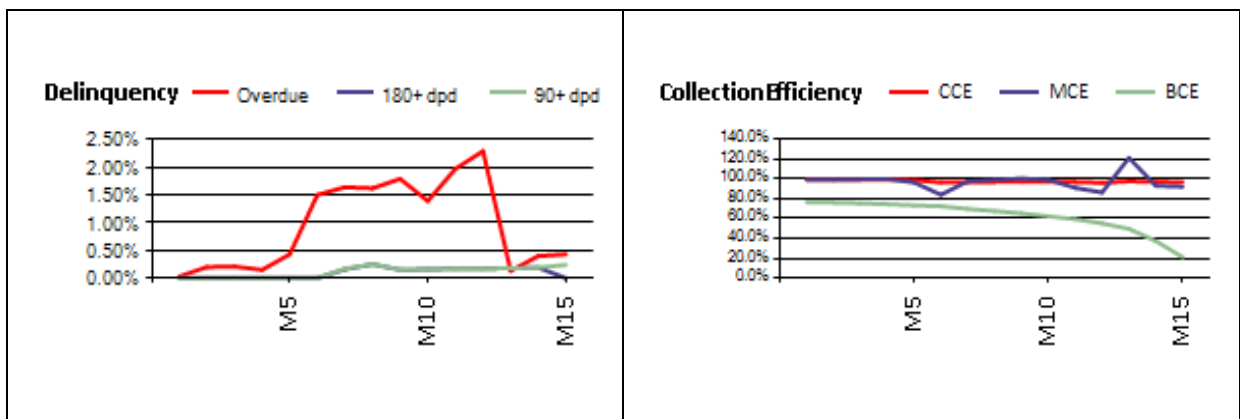 Delinquency Overdue 180+ dpd 90+ dpd
2.50%
2.00%
1.50%
1.00%
0.50%
0.00%
M5
M10
M15
Collection Efficiency CCE MCE BCE
140.0%
120.0%
100.0%
80.0%
60.0%
40.0%
20.0%
0.0%
M5
M10
M15